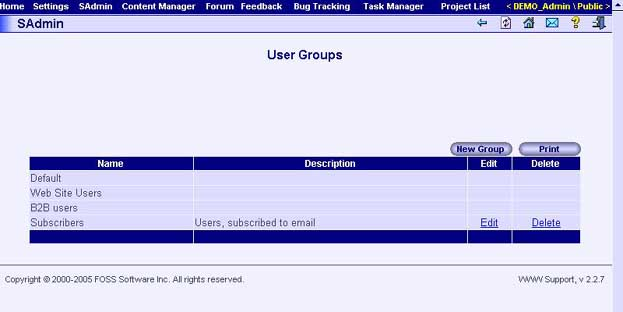 Home Settings SAdmin Content Manager Forum Feedback Bug Tracking Task Manager Project List < DEMO_Admin \ Public >
SAdmin
User Groups
New Group Print
Name Description Edit Delete
Default
Web Site Users
B2B users
Subscribers Users, subscribed to email Edit Delete
Copyright © 2000-2005 FOSS Software Inc. All rights reserved. WWW Support, v 2.2.7